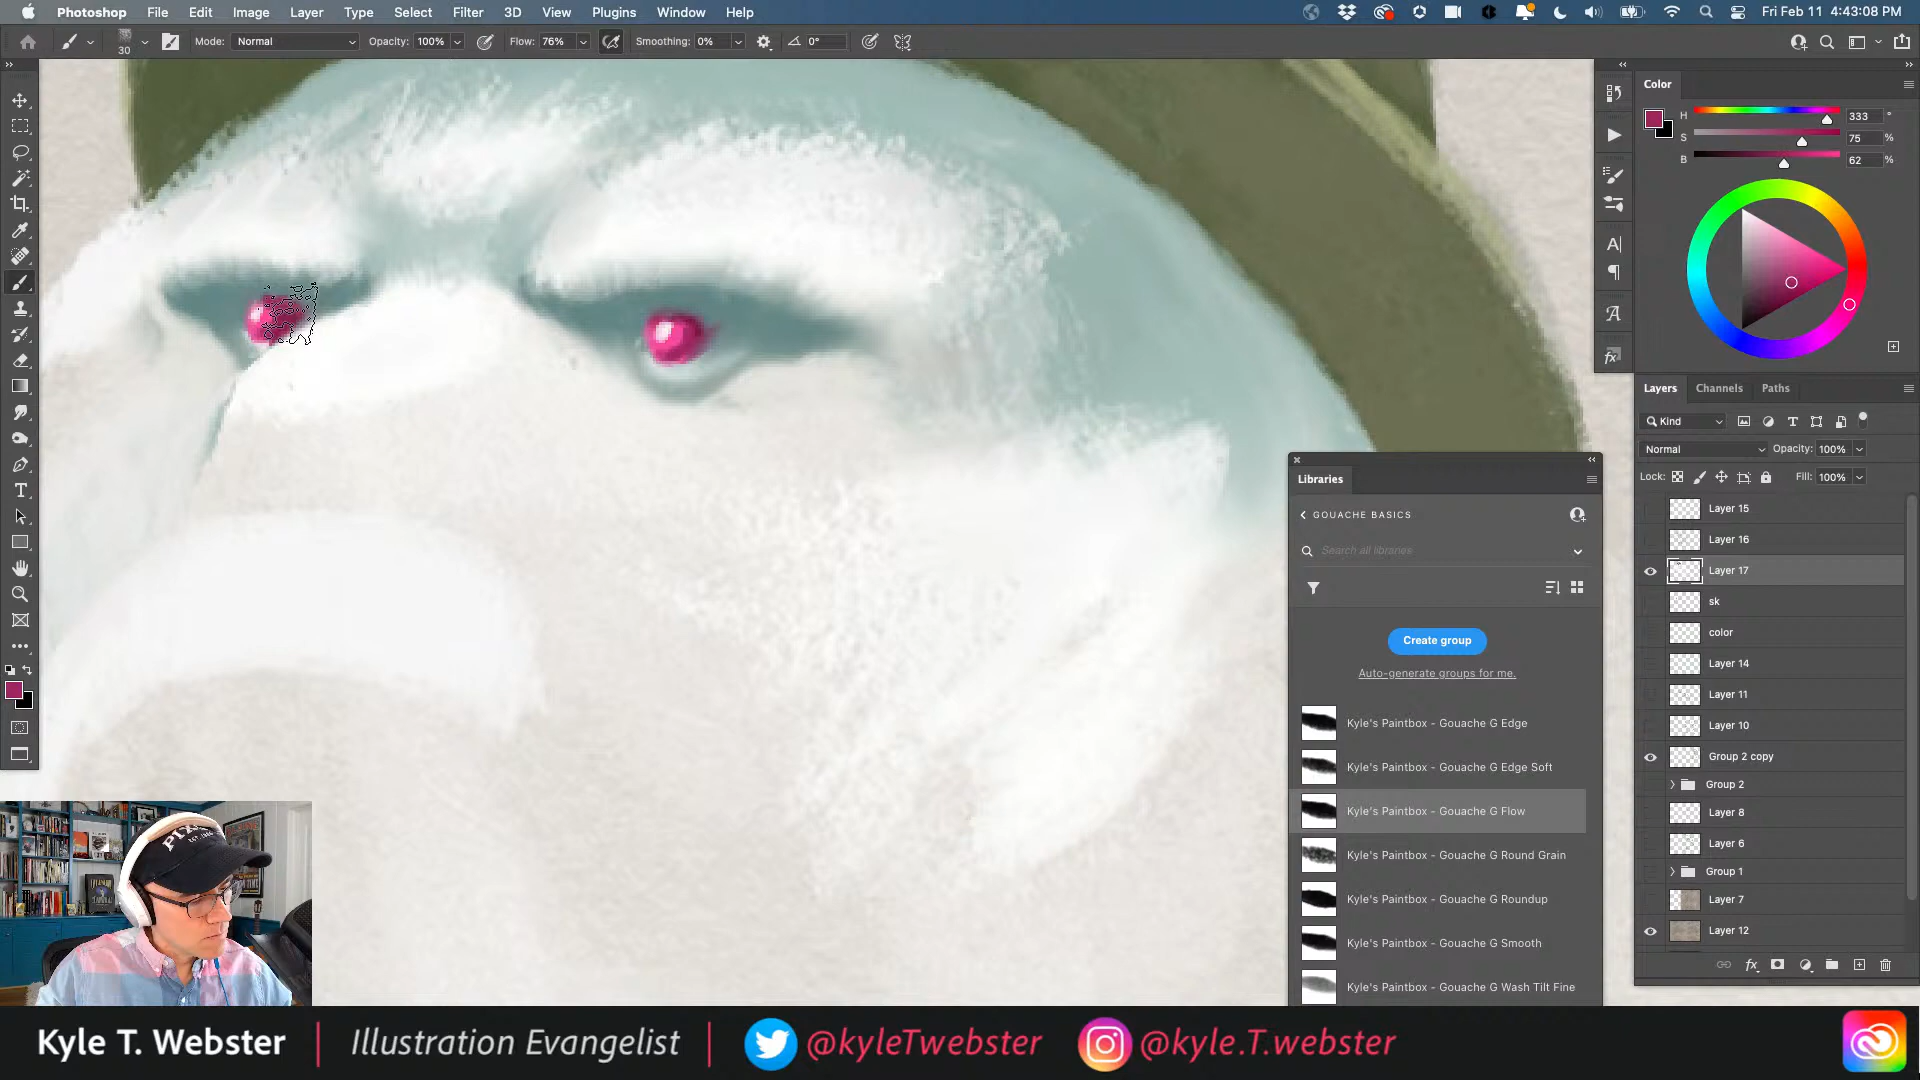 Photoshop File Edit Image Layer Type Select Filter 3D View Plugins Window Help Fri Feb 11 4:43:08 PM
30 Mode: Normal Opacity: 100% Flow: 76% Smoothing: 0% 0°
Color
H 333 °
S 75 %
B 62 %
Layers Channels Paths
Kind
Normal Opacity: 100%
Lock: Fill: 100%
Layer 15
Layer 16
Layer 17
sk
color
Layer 14
Layer 11
Layer 10
Group 2 copy
Group 2
Layer 8
Layer 6
Group 1
Layer 7
Layer 12
Libraries
GOUACHE BASICS
Search all libraries
Create group
Auto-generate groups for me.
Kyle's Paintbox - Gouache G Edge
Kyle's Paintbox - Gouache G Edge Soft
Kyle's Paintbox - Gouache G Flow
Kyle's Paintbox - Gouache G Round Grain
Kyle's Paintbox - Gouache G Roundup
Kyle's Paintbox - Gouache G Smooth
Kyle's Paintbox - Gouache G Wash Tilt Fine
Kyle T. Webster | Illustration Evangelist | @kyleTwebster @kyle.T.webster